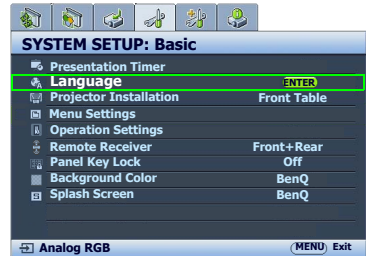 SYSTEM SETUP: Basic
Presentation Timer
Language ENTER
Projector Installation Front Table
Menu Settings
Operation Settings
Remote Receiver Front+Rear
Panel Key Lock Off
Background Color BenQ
Splash Screen BenQ
Analog RGB MENU Exit